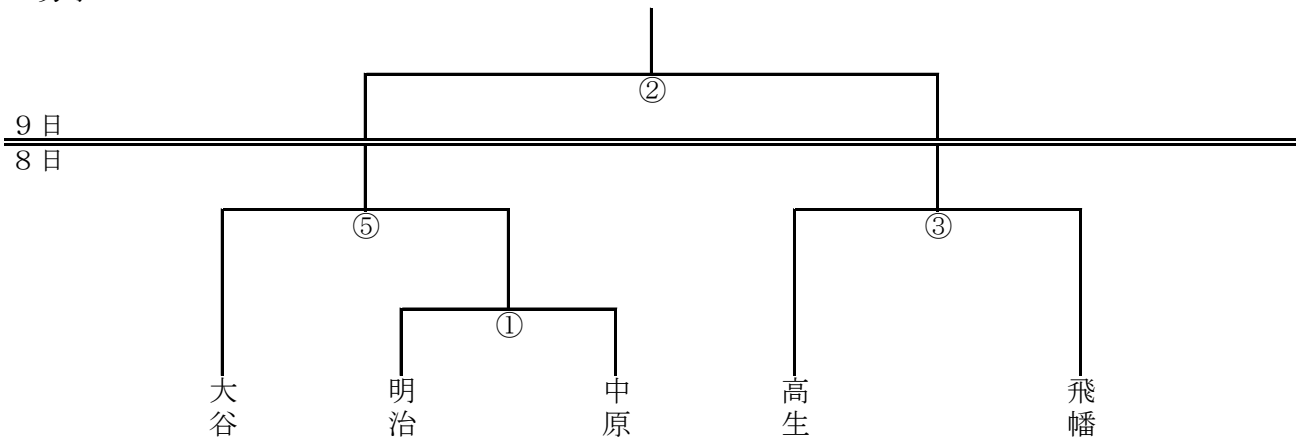 ②
9日
8日
⑤
③
①
大谷
明治
中原
高生
飛幡